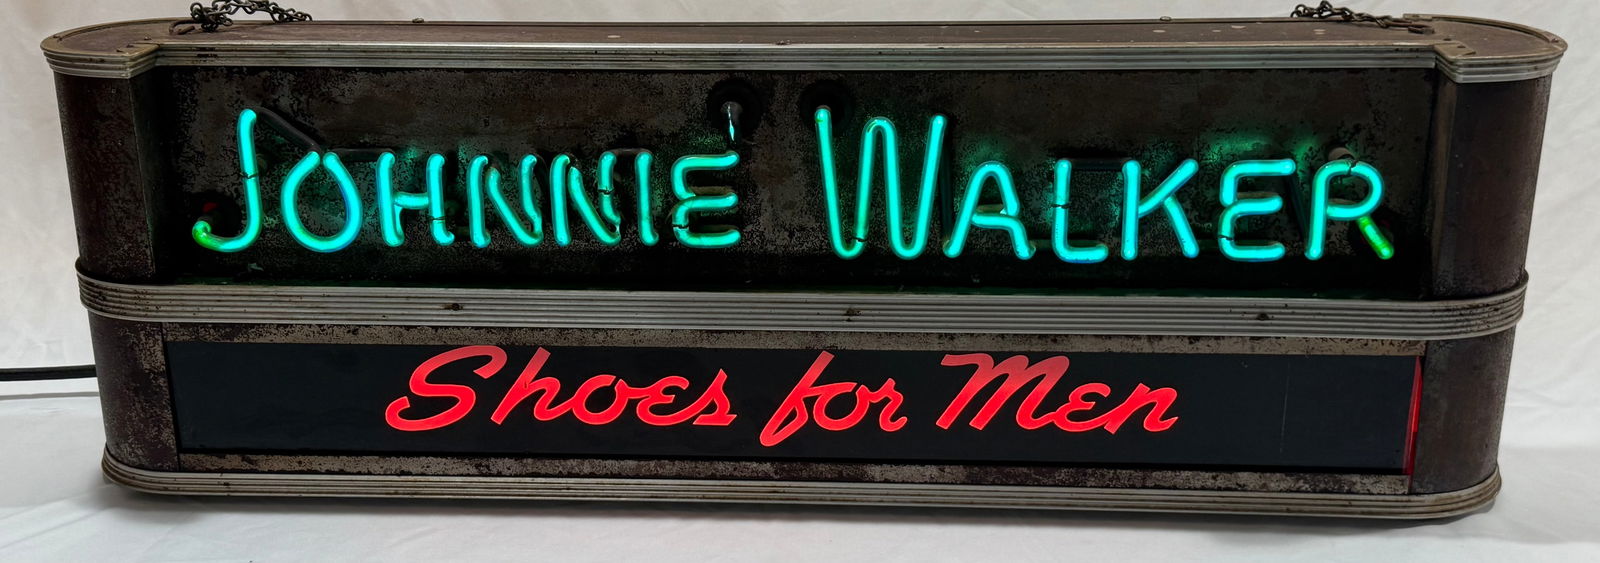 JOHNNIE WALKER
Shoes for Men